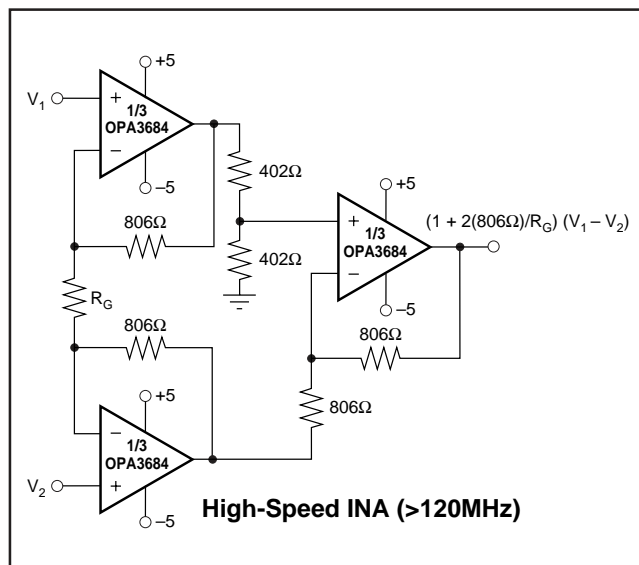 +5
V1
+
1/3
OPA3684
−
−5
402Ω
806Ω
402Ω
+5
+
1/3
OPA3684
−
−5
(1 + 2(806Ω)/RG) (V1 – V2)
RG
806Ω
806Ω
806Ω
+5
−
1/3
OPA3684
+
V2
−5
High-Speed INA (>120MHz)